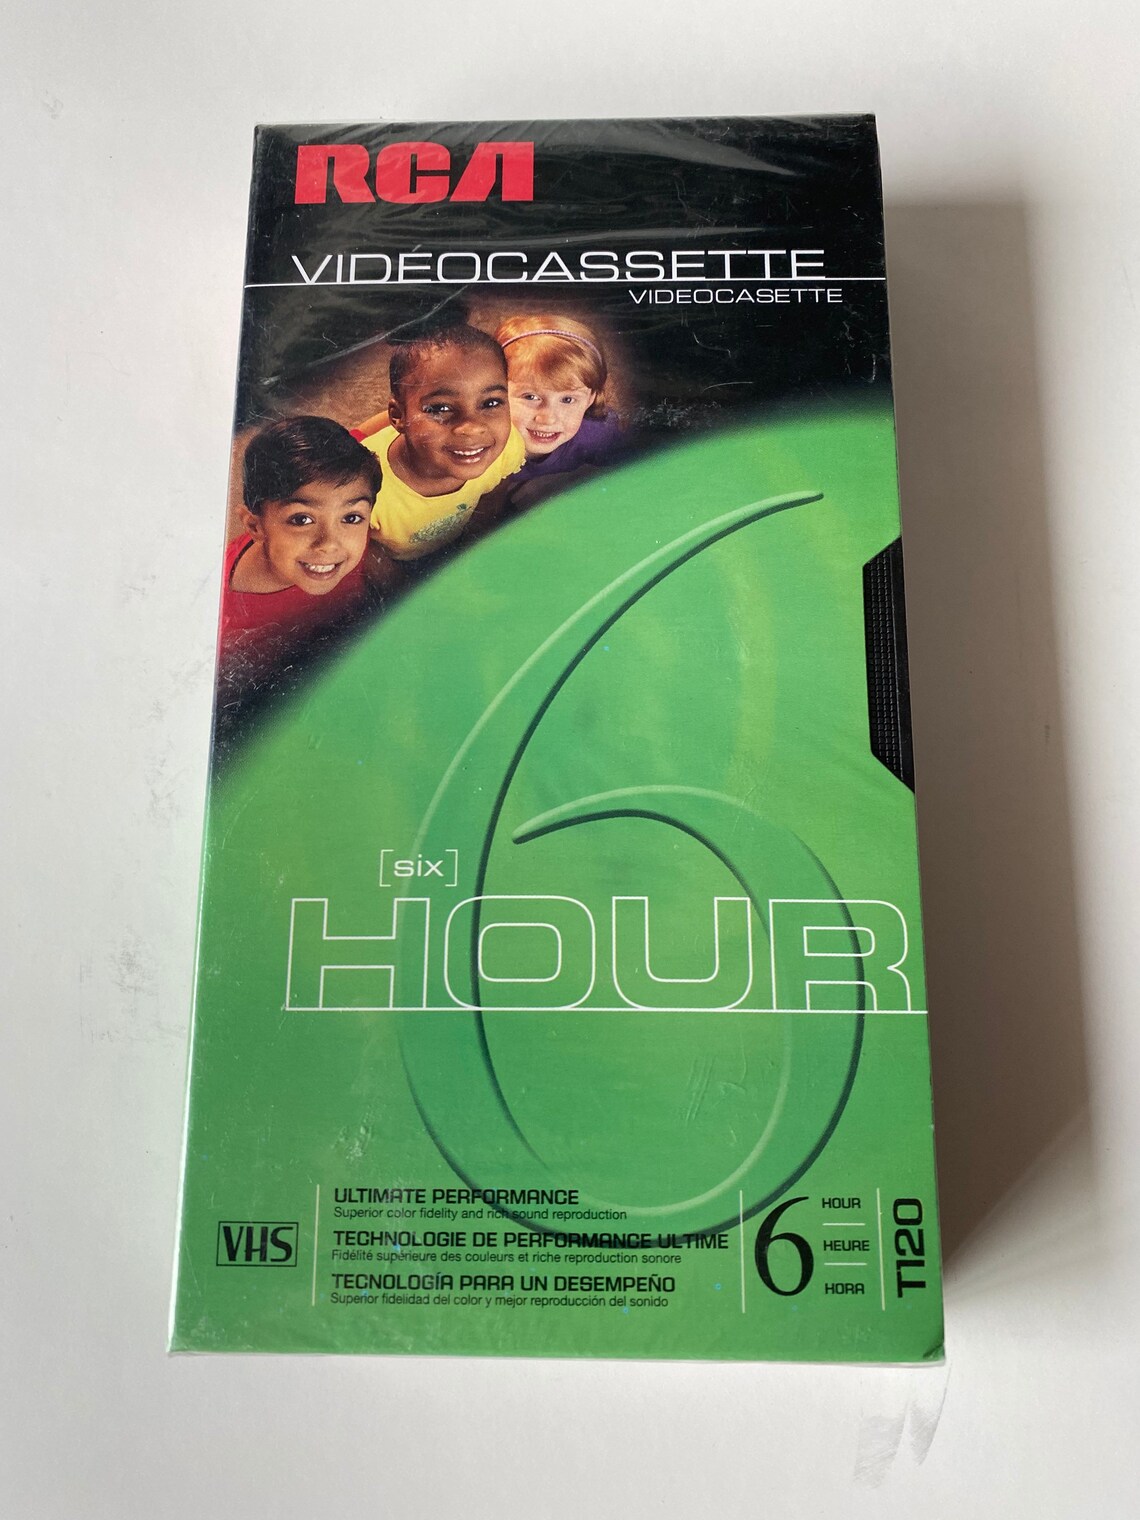 RCA
VIDÉOCASSETTE
VIDEOCASETTE
6
[six]
HOUR
VHS
ULTIMATE PERFORMANCE
Superior color fidelity and rich sound reproduction
TECHNOLOGIE DE PERFORMANCE ULTIME
Fidélité supérieure des couleurs et riche reproduction sonore
TECNOLOGÍA PARA UN DESEMPEÑO
Superior fidelidad del color y mejor reproducción del sonido
6
HOUR
HEURE
HORA
T120